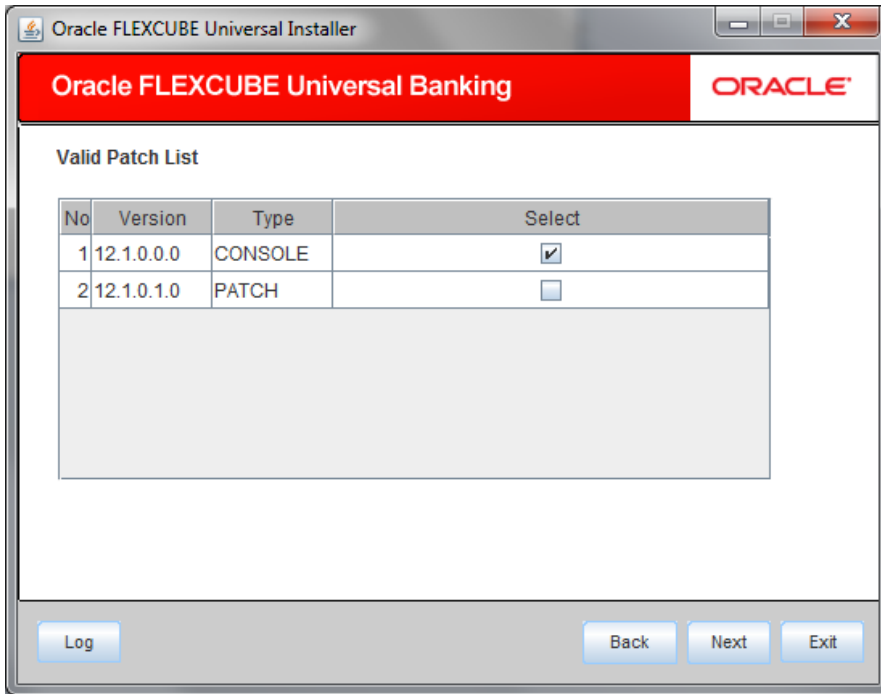 Oracle FLEXCUBE Universal Installer
Oracle FLEXCUBE Universal Banking
ORACLE
Valid Patch List
No Version Type Select
1 12.1.0.0.0 CONSOLE
2 12.1.0.1.0 PATCH
Log Back Next Exit